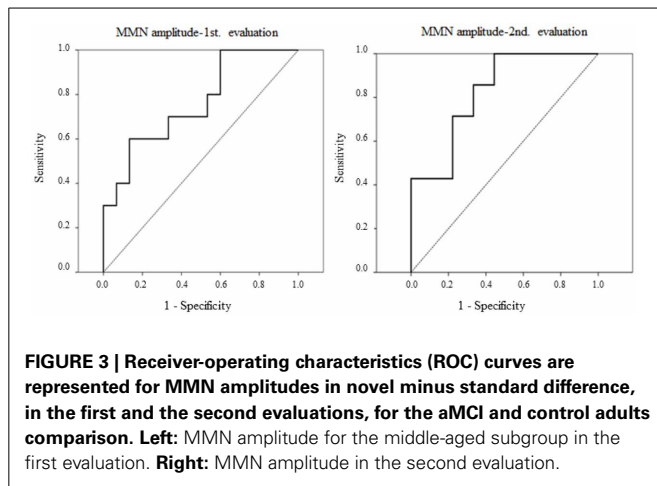 MMN amplitude-1st. evaluation
1.0
0.8
0.6
0.4
0.2
0.0
Sensitivity
0.0 0.2 0.4 0.6 0.8 1.0
1 - Specificity
MMN amplitude-2nd. evaluation
1.0
0.8
0.6
0.4
0.2
0.0
Sensitivity
0.0 0.2 0.4 0.6 0.8 1.0
1 - Specificity
FIGURE 3 | Receiver-operating characteristics (ROC) curves are
represented for MMN amplitudes in novel minus standard difference,
in the first and the second evaluations, for the aMCI and control adults
comparison. Left: MMN amplitude for the middle-aged subgroup in the
first evaluation. Right: MMN amplitude in the second evaluation.